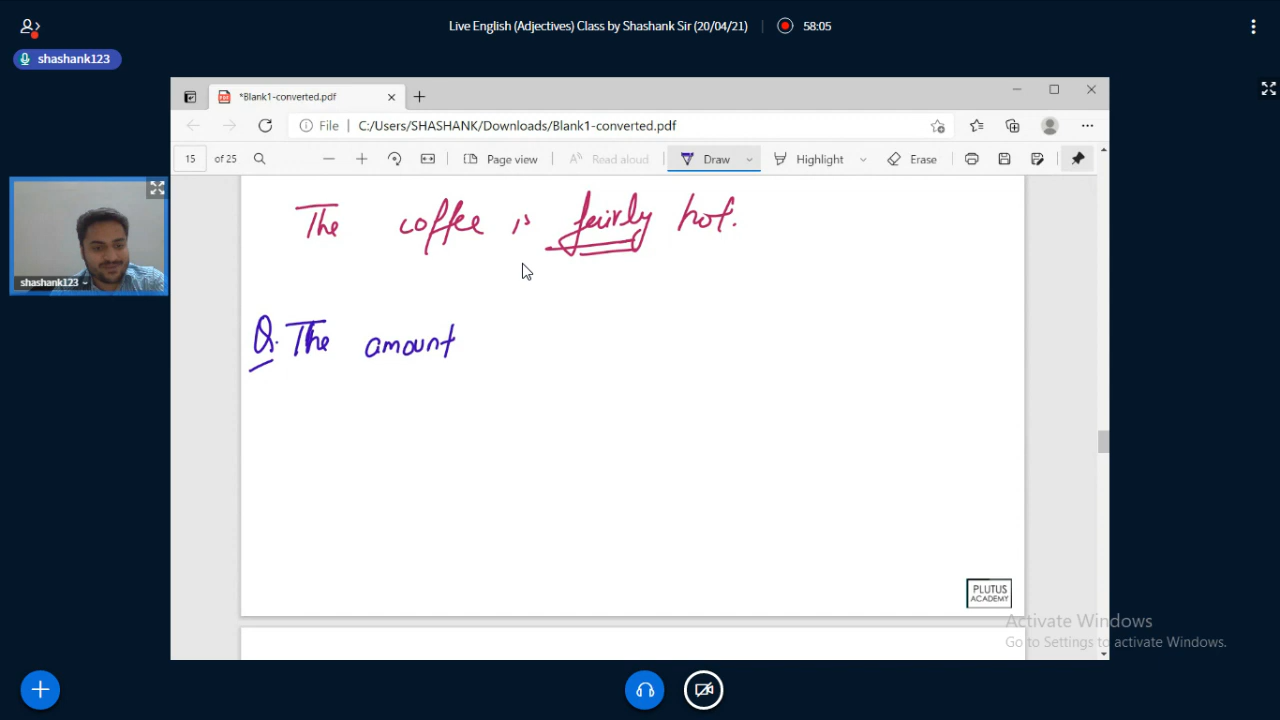 Live English (Adjectives) Class by Shashank Sir (20/04/21)
58:05
shashank123
*Blank1-converted.pdf
File
C:/Users/SHASHANK/Downloads/Blank1-converted.pdf
15 of 25
Page view
Read aloud
Draw
Highlight
Erase
The coffee is fairly hot.
shashank123
Q. The amount
PLUTUS
ACADEMY
Activate Windows
Go to Settings to activate Windows.